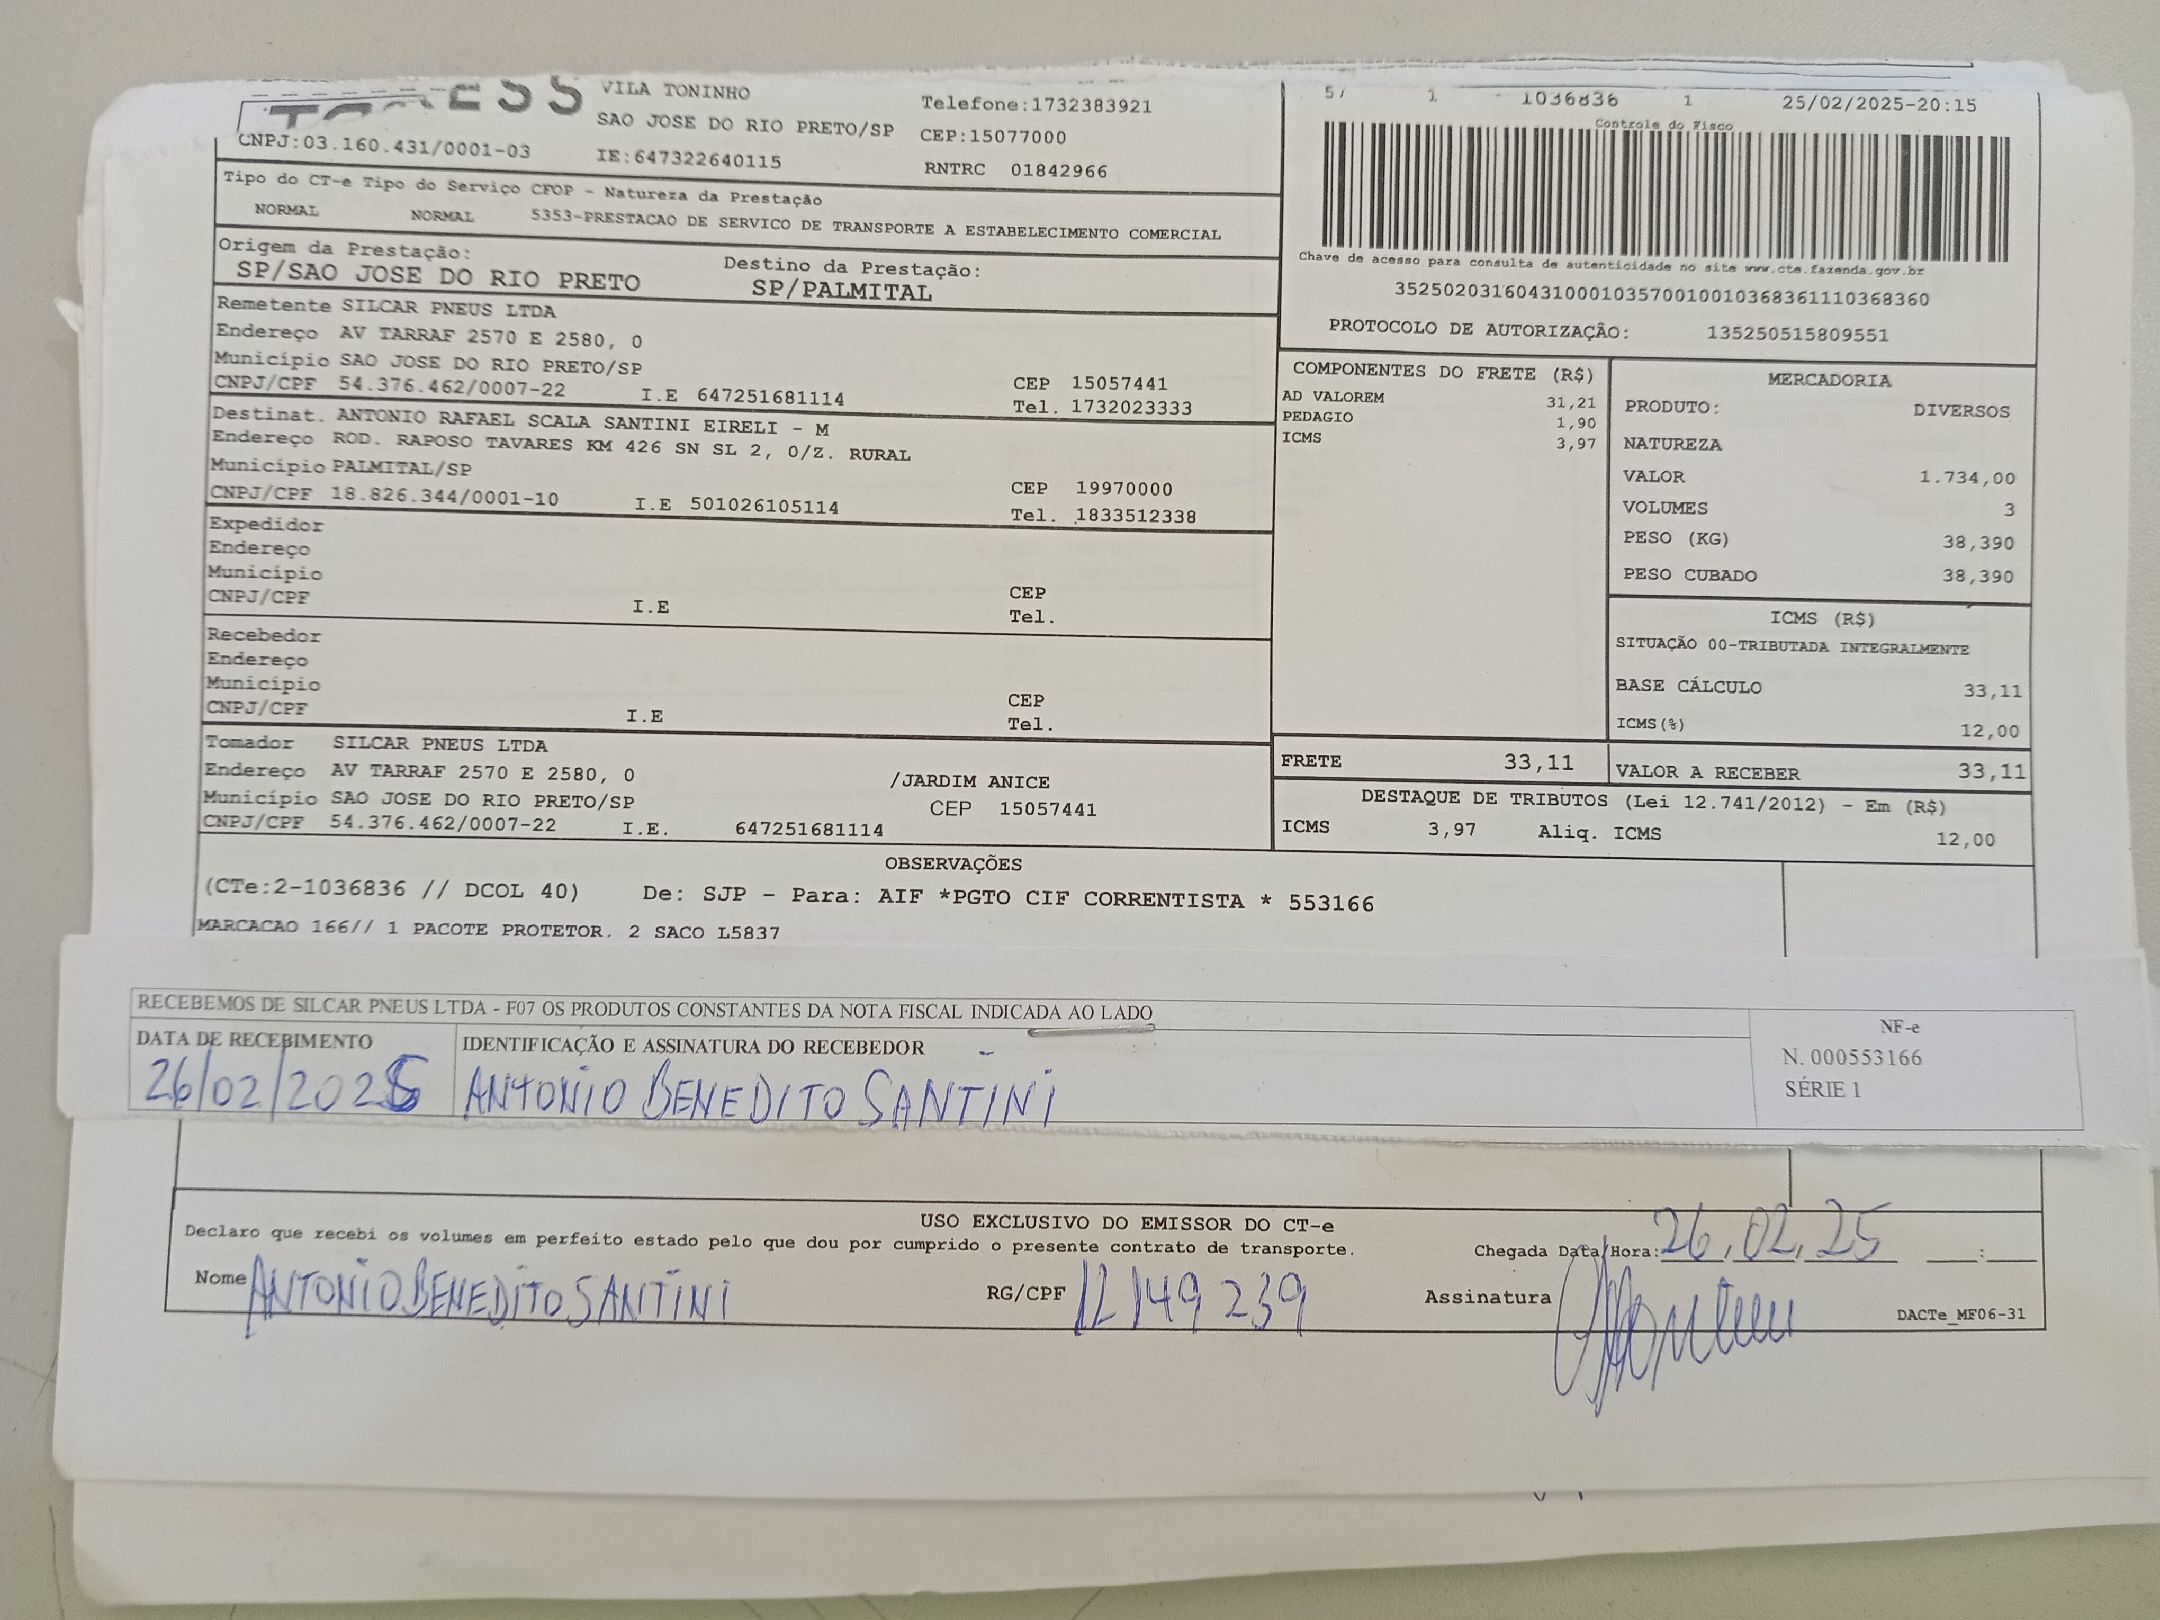 VILA TONINHO
SAO JOSE DO RIO PRETO/SP
Telefone:1732383921
CEP:15077000
CNPJ:03.160.431/0001-03 IE:647322640115 RNTRC 01842966
57 1 1036836 1 25/02/2025-20:15
Controle do Fisco
Tipo do CT-e Tipo do Serviço CFOP - Natureza da Prestação
NORMAL NORMAL 5353-PRESTACAO DE SERVICO DE TRANSPORTE A ESTABELECIMENTO COMERCIAL
Chave de acesso para consulta de autenticidade no site www.cte.fazenda.gov.br
35250203160431000103570010010368361110368360
PROTOCOLO DE AUTORIZAÇÃO: 135250515809551
Origem da Prestação: Destino da Prestação:
SP/SAO JOSE DO RIO PRETO SP/PALMITAL
Remetente SILCAR PNEUS LTDA
Endereço AV TARRAF 2570 E 2580, 0
Município SAO JOSE DO RIO PRETO/SP CEP 15057441
CNPJ/CPF 54.376.462/0007-22 I.E 647251681114 Tel. 1732023333
Destinat. ANTONIO RAFAEL SCALA SANTINI EIRELI - M
Endereço ROD. RAPOSO TAVARES KM 426 SN SL 2, 0/Z. RURAL
Município PALMITAL/SP CEP 19970000
CNPJ/CPF 18.826.344/0001-10 I.E 501026105114 Tel. 1833512338
Expedidor
Endereço
Município CEP
CNPJ/CPF I.E Tel.
Recebedor
Endereço
Município CEP
CNPJ/CPF I.E Tel.
Tomador SILCAR PNEUS LTDA
Endereço AV TARRAF 2570 E 2580, 0 /JARDIM ANICE
Município SAO JOSE DO RIO PRETO/SP CEP 15057441
CNPJ/CPF 54.376.462/0007-22 I.E. 647251681114
COMPONENTES DO FRETE (R$)
AD VALOREM 31,21
PEDAGIO 1,90
ICMS 3,97
MERCADORIA
PRODUTO: DIVERSOS
NATUREZA
VALOR 1.734,00
VOLUMES 3
PESO (KG) 38,390
PESO CUBADO 38,390
ICMS (R$)
SITUAÇÃO 00-TRIBUTADA INTEGRALMENTE
BASE CÁLCULO 33,11
ICMS(%) 12,00
FRETE 33,11 VALOR A RECEBER 33,11
DESTAQUE DE TRIBUTOS (Lei 12.741/2012) - Em (R$)
ICMS 3,97 Aliq. ICMS 12,00
OBSERVAÇÕES
(CTe:2-1036836 // DCOL 40) De: SJP - Para: AIF *PGTO CIF CORRENTISTA * 553166
MARCACAO 166// 1 PACOTE PROTETOR. 2 SACO L5837
RECEBEMOS DE SILCAR PNEUS LTDA - F07 OS PRODUTOS CONSTANTES DA NOTA FISCAL INDICADA AO LADO
DATA DE RECEBIMENTO IDENTIFICAÇÃO E ASSINATURA DO RECEBEDOR
26/02/2025 ANTONIO BENEDITO SANTINI
NF-e
N. 000553166
SÉRIE 1
USO EXCLUSIVO DO EMISSOR DO CT-e
Declaro que recebi os volumes em perfeito estado pelo que dou por cumprido o presente contrato de transporte.
Chegada Data/Hora: 26,02,25 :
Nome ANTONIO BENEDITO SANTINI RG/CPF 12149239 Assinatura
DACTe_MF06-31